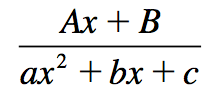 Ax + B
ax² + bx + c